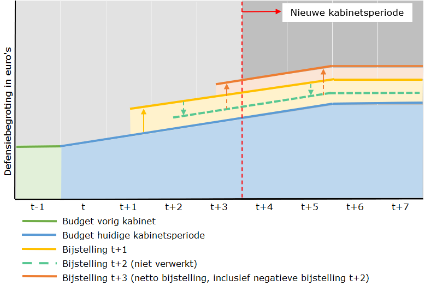 Nieuwe kabinetsperiode
Defensiebegroting in euro's
t-1 t t+1 t+2 t+3 t+4 t+5 t+6 t+7
Budget vorig kabinet
Budget huidige kabinetsperiode
Bijstelling t+1
Bijstelling t+2 (niet verwerkt)
Bijstelling t+3 (netto bijstelling, inclusief negatieve bijstelling t+2)